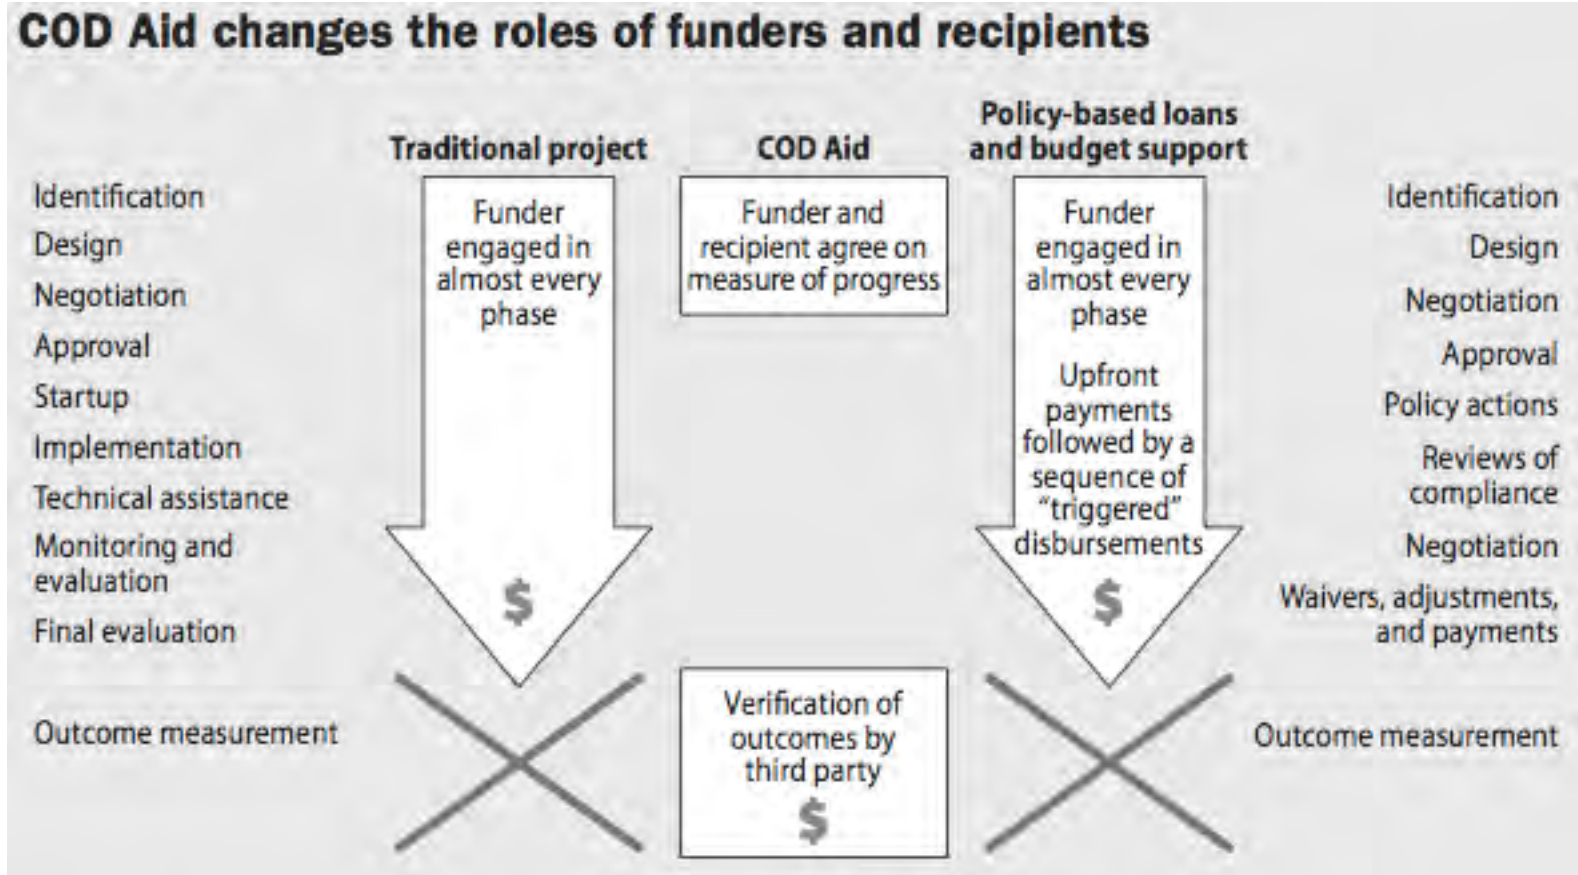 COD Aid changes the roles of funders and recipients
Traditional project
COD Aid
Policy-based loans
and budget support
Identification
Design
Negotiation
Approval
Startup
Implementation
Technical assistance
Monitoring and
evaluation
Final evaluation
Outcome measurement
Funder
engaged in
almost every
phase
$
Funder and
recipient agree on
measure of progress
Verification of
outcomes by
third party
$
Funder
engaged in
almost every
phase
Upfront
payments
followed by a
sequence of
“triggered”
disbursements
$
Identification
Design
Negotiation
Approval
Policy actions
Reviews of
compliance
Negotiation
Waivers, adjustments,
and payments
Outcome measurement